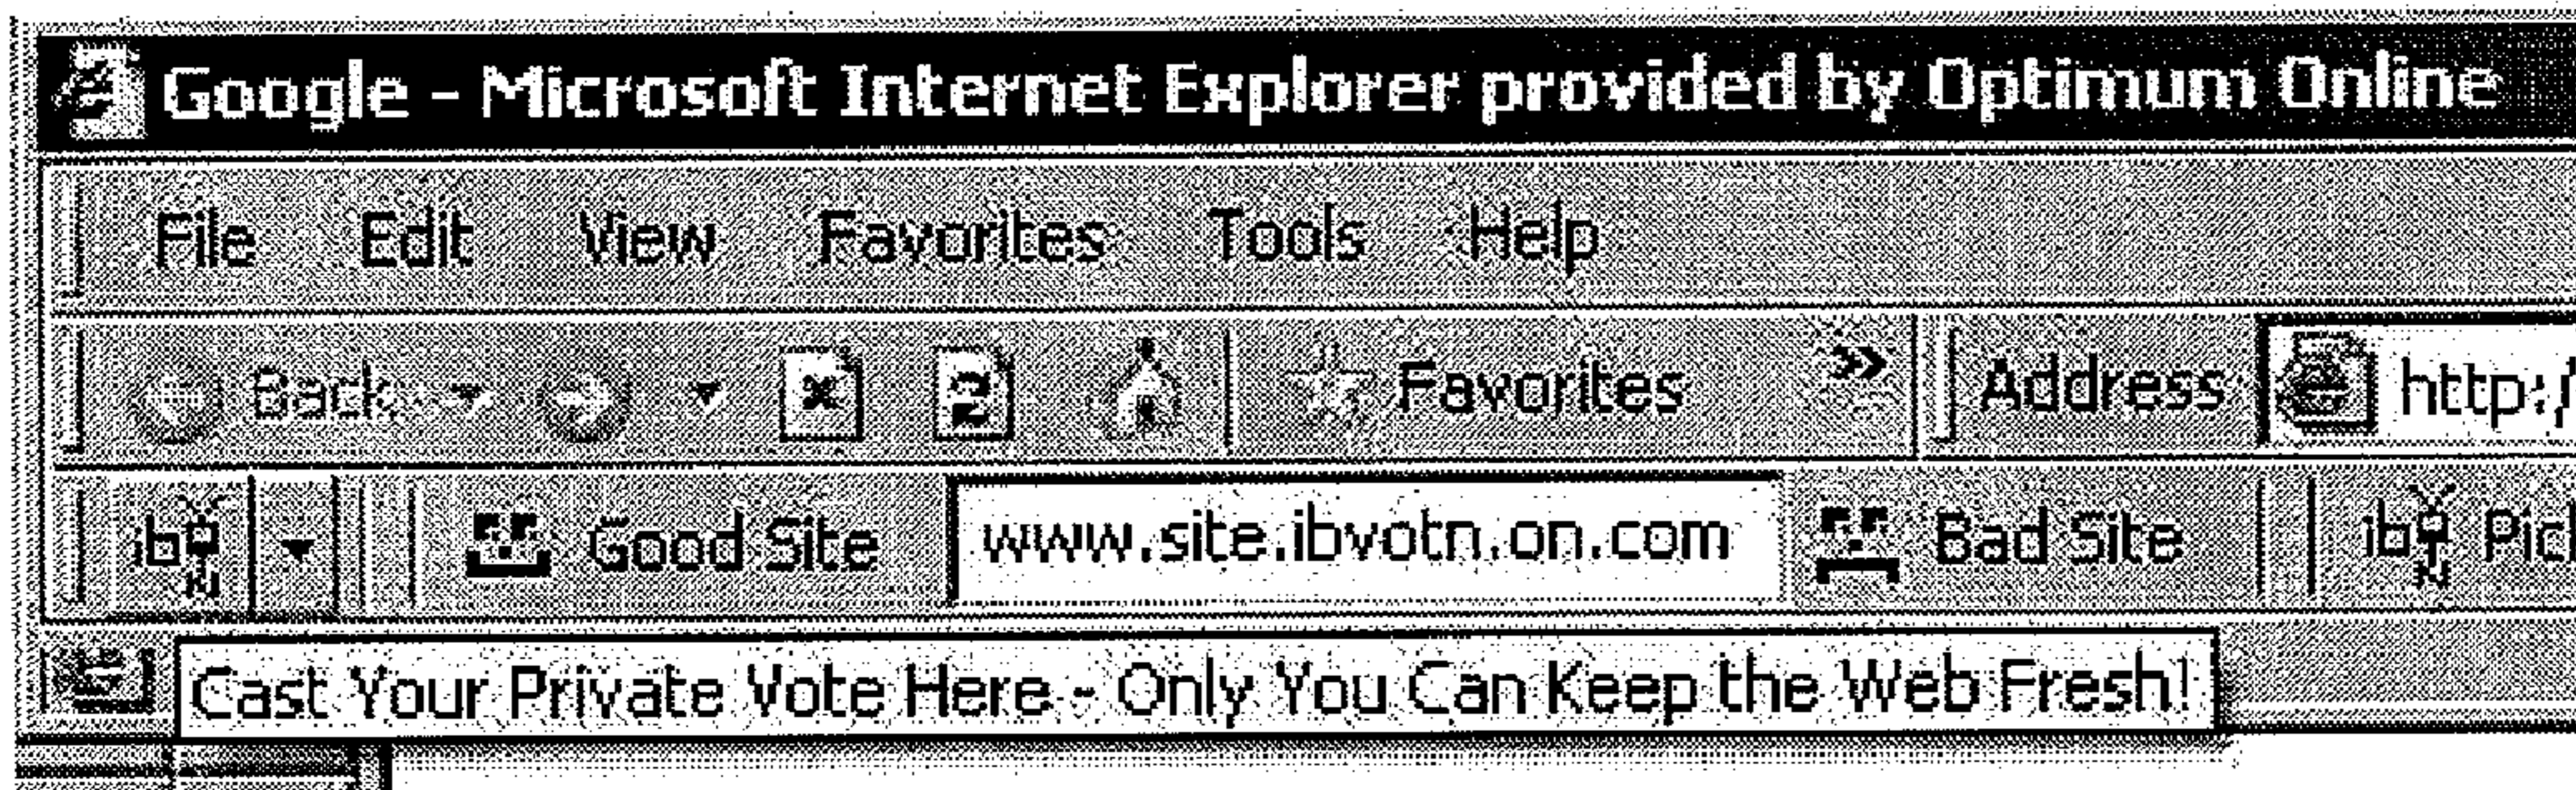 Google - Microsoft Internet Explorer provided by Optimum Online
File Edit View Favorites Tools Help
Back Favorites » Address http:/
ib Good Site www.site.ibvotn.on.com Bad Site ib
Cast Your Private Vote Here - Only You Can Keep the Web Fresh!